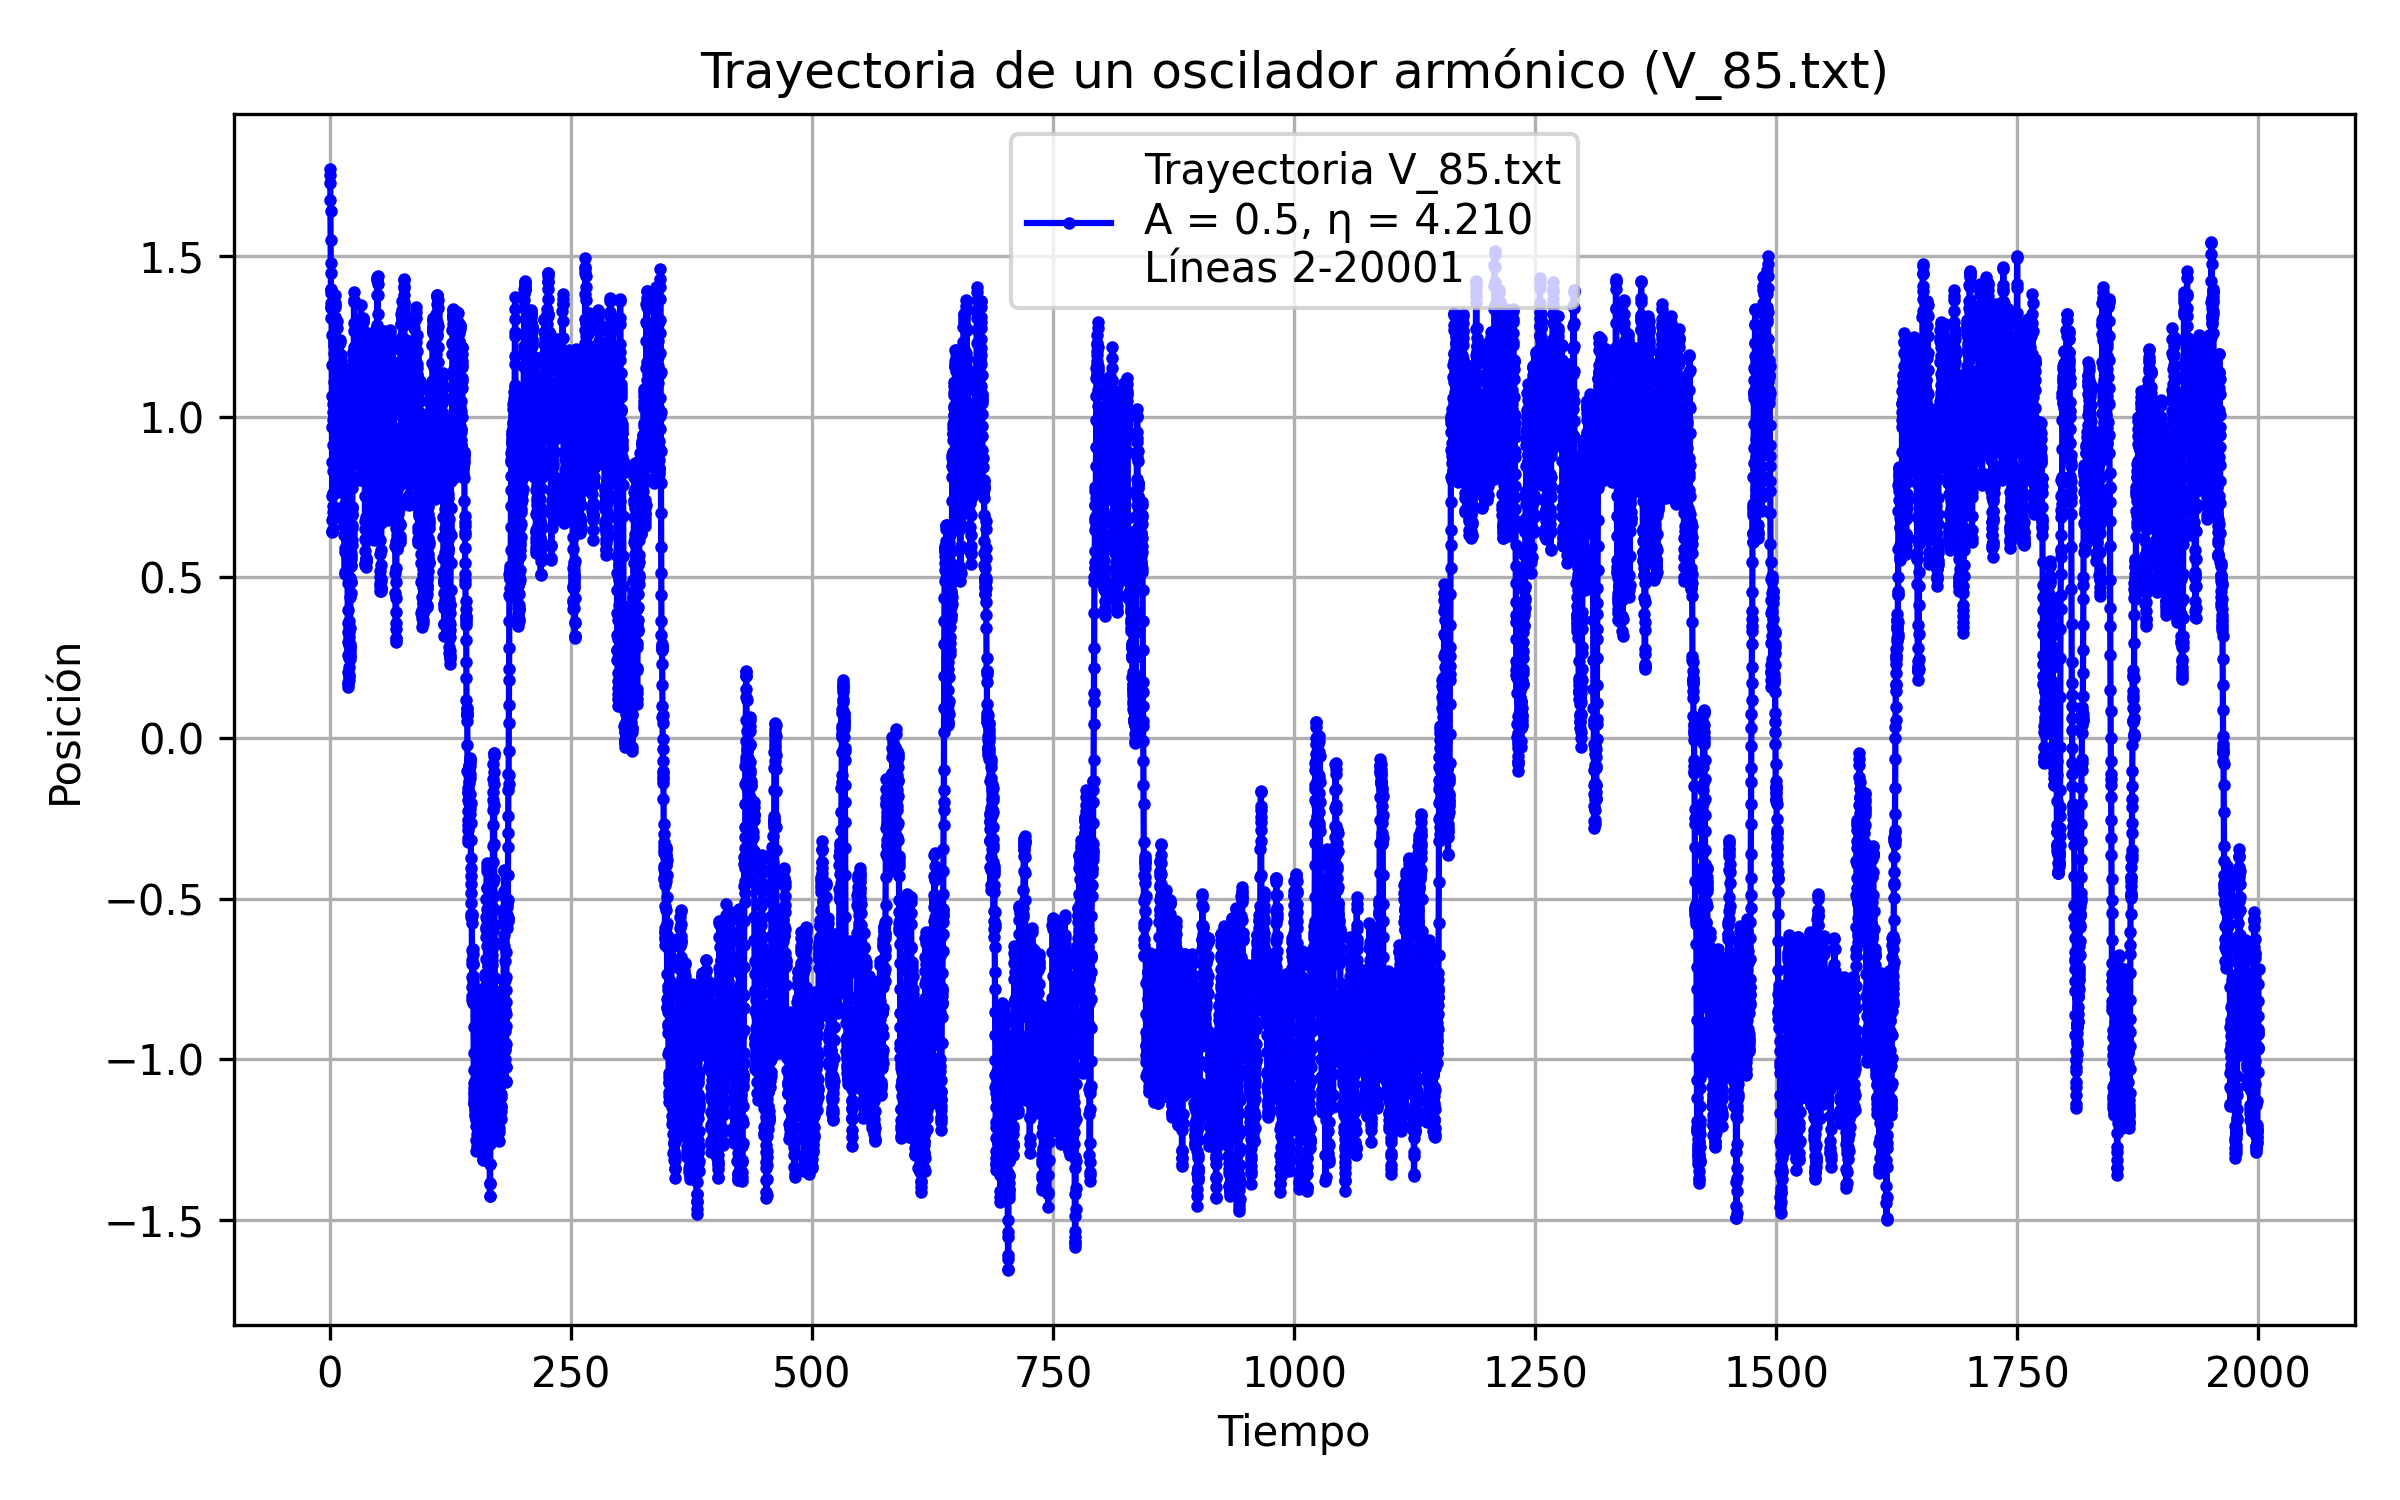 Trayectoria de un oscilador armónico (V_85.txt)
Trayectoria V_85.txt
A = 0.5, η = 4.210
Líneas 2-20001
Posición
1.5
1.0
0.5
0.0
−0.5
−1.0
−1.5
0
250
500
750
1000
1250
1500
1750
2000
Tiempo